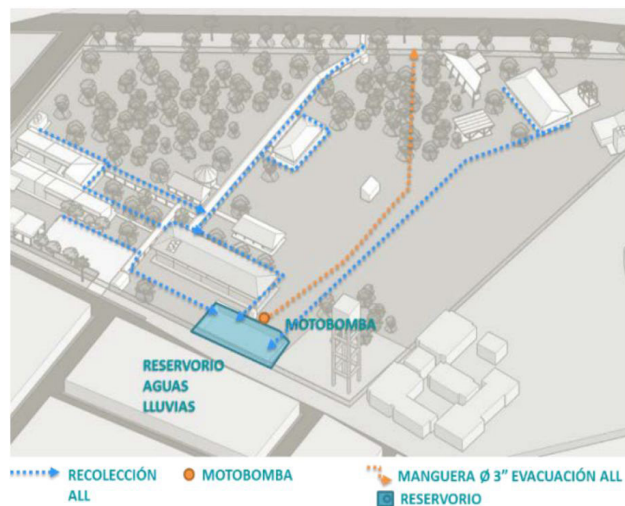 MOTOBOMBA
RESERVORIO
AGUAS
LLUVIAS
RECOLECCIÓN
ALL
MOTOBOMBA
MANGUERA Ø 3” EVACUACIÓN ALL
RESERVORIO